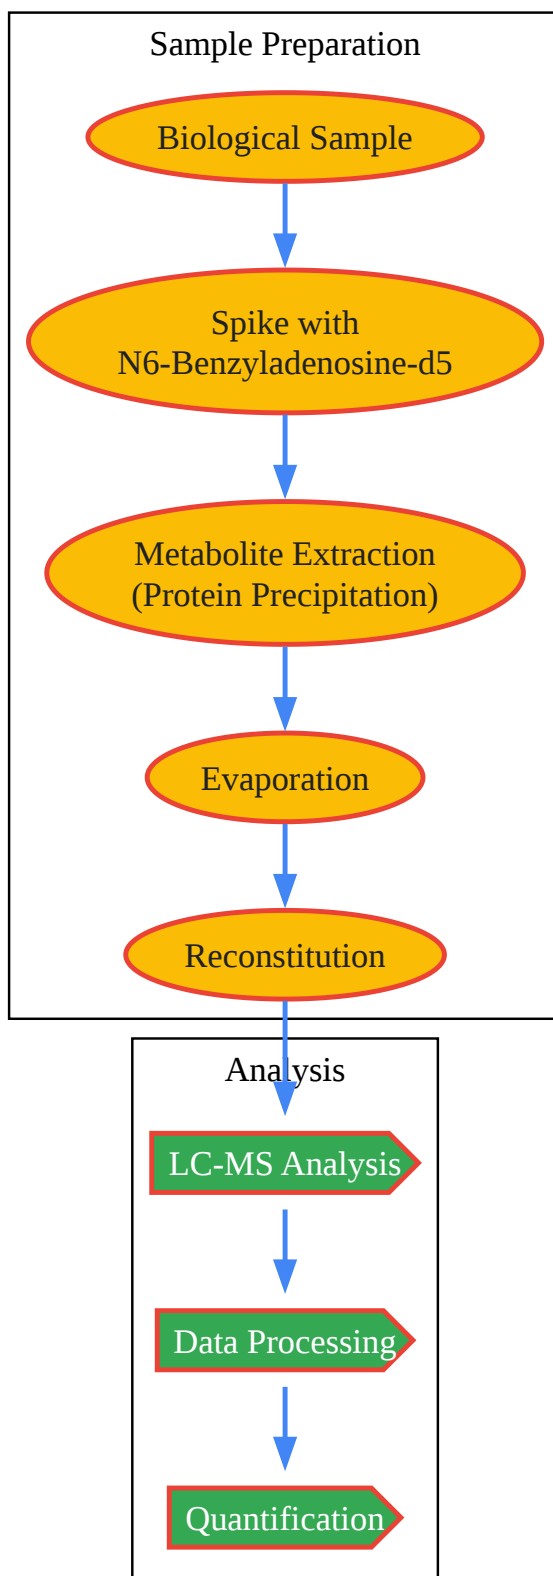 Sample Preparation
Biological Sample
Spike with
N6-Benzyladenosine-d5
Metabolite Extraction
(Protein Precipitation)
Evaporation
Reconstitution
Analysis
LC-MS Analysis
Data Processing
Quantification